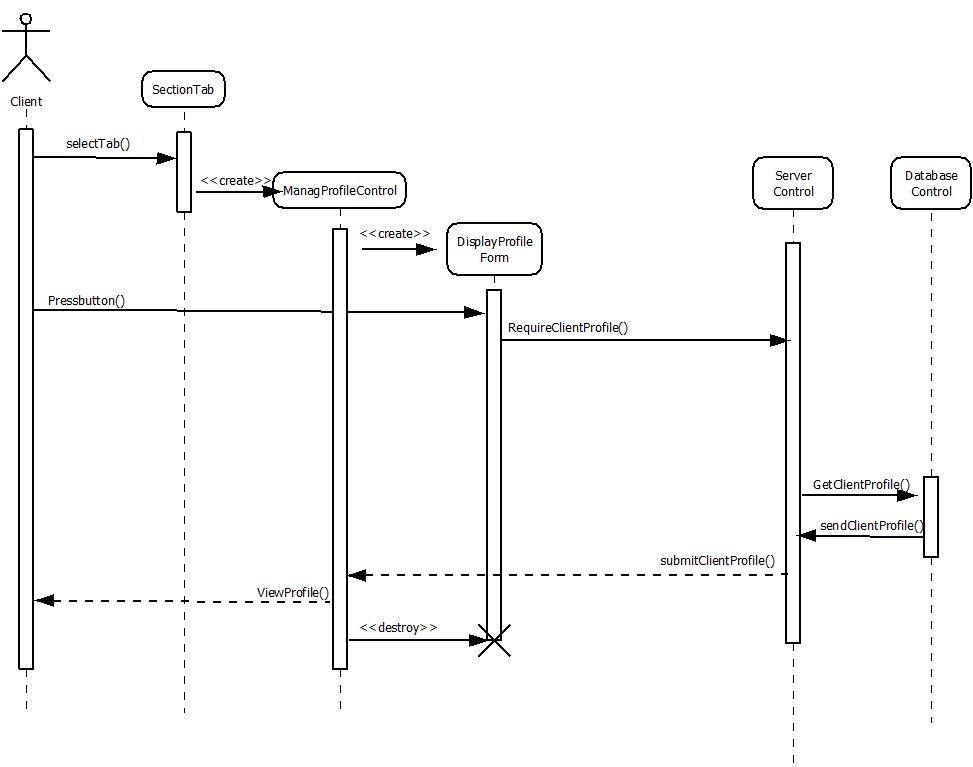 Client
SectionTab
selectTab()
<<create>>
ManagProfileControl
Server
Control
Database
Control
<<create>>
DisplayProfile
Form
Pressbutton()
RequireClientProfile()
GetClientProfile()
sendClientProfile()
submitClientProfile()
ViewProfile()
<<destroy>>